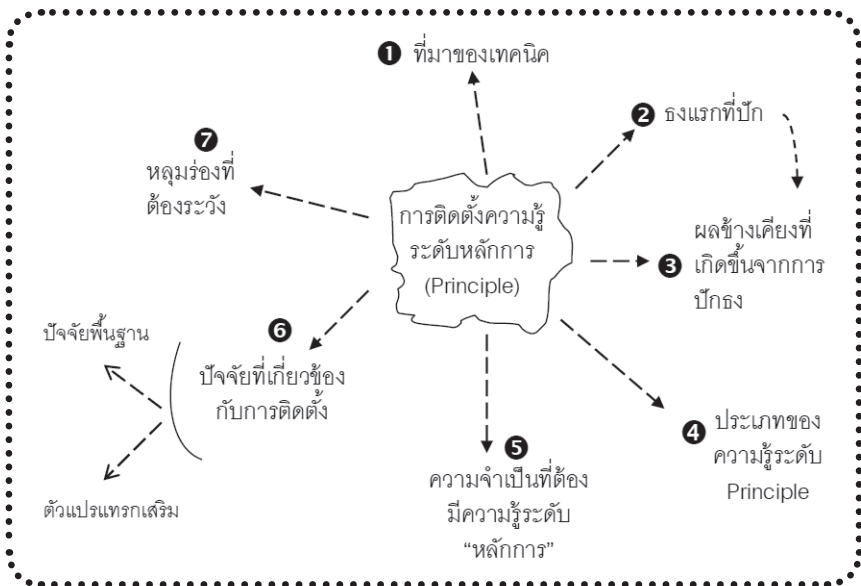 ❶ ที่มาของเทคนิค
❷ ธงแรกที่ปัก
❼
หลุมร่องที่
ต้องระวัง
การติดตั้งความรู้
ระดับหลักการ
(Principle)
❸ ผลข้างเคียงที่
เกิดขึ้นจากการ
ปักธง
❹ ประเภทของ
ความรู้ระดับ
Principle
❺
ความจำเป็นที่ต้อง
มีความรู้ระดับ
“หลักการ”
❻
ปัจจัยที่เกี่ยวข้อง
กับการติดตั้ง
ปัจจัยพื้นฐาน
ตัวแปรแทรกเสริม